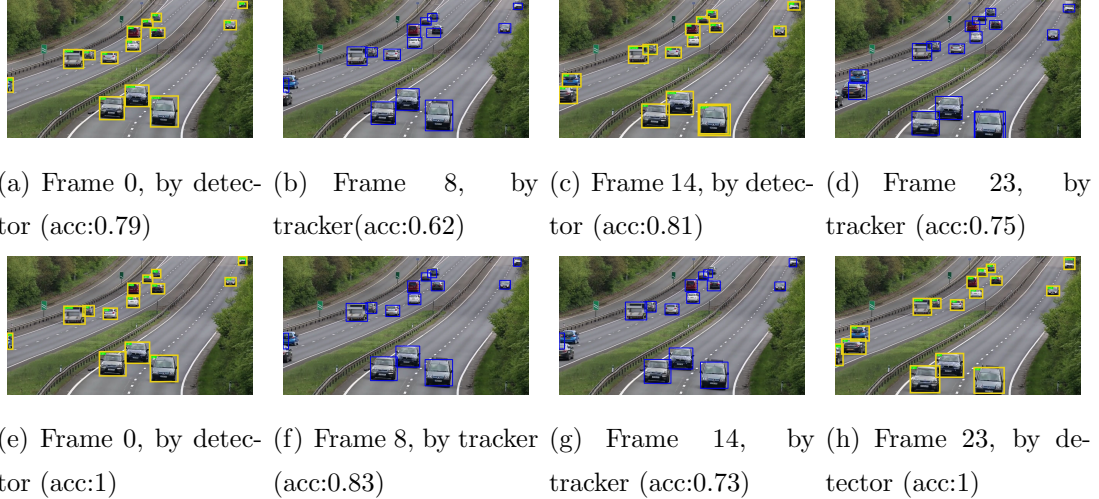 (a) Frame 0, by detec-
tor (acc:0.79)
(b) Frame 8, by
tracker(acc:0.62)
(c) Frame 14, by detec-
tor (acc:0.81)
(d) Frame 23, by
tracker (acc:0.75)
(e) Frame 0, by detec-
tor (acc:1)
(f) Frame 8, by tracker
(acc:0.83)
(g) Frame 14, by
tracker (acc:0.73)
(h) Frame 23, by de-
tector (acc:1)